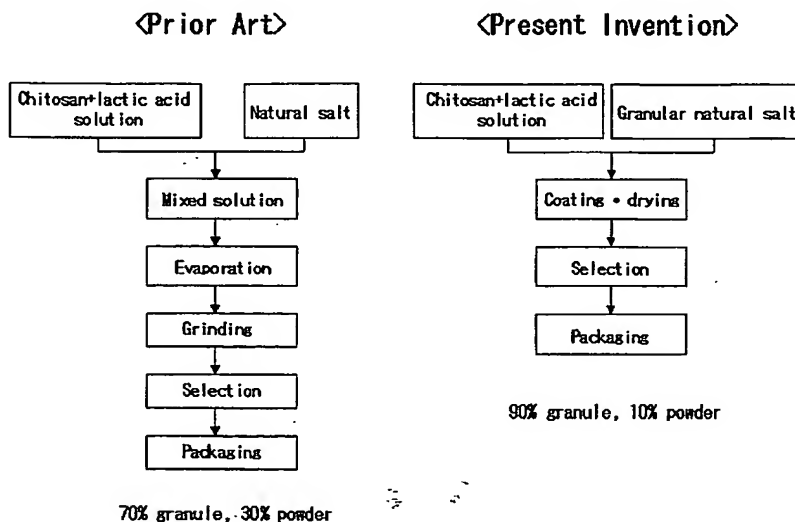 <Prior Art>
Chitosan+lactic acid
solution
Natural salt
Mixed solution
Evaporation
Grinding
Selection
Packaging
70% granule, 30% powder
<Present Invention>
Chitosan+lactic acid
solution
Granular natural salt
Coating • drying
Selection
Packaging
90% granule, 10% powder